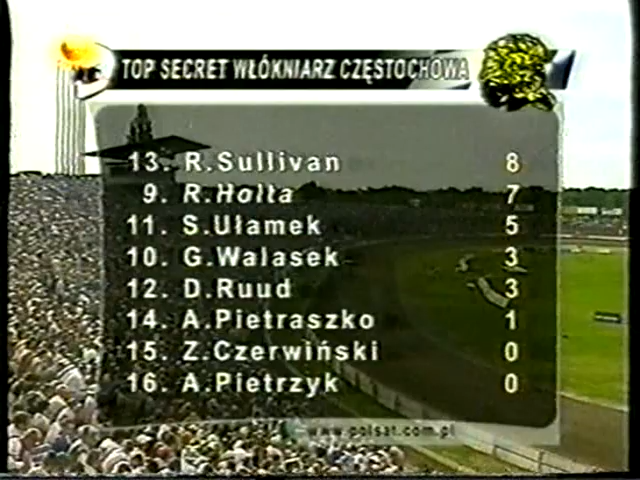 TOP SECRET WŁÓKNIARZ CZĘSTOCHOWA
13. R.Sullivan 8
9. R.Holta 7
11. S.Ułamek 5
10. G.Walasek 3
12. D.Ruud 3
14. A.Pietraszko 1
15. Z.Czerwiński 0
16. A.Pietrzyk 0
www.polsat.com.pl